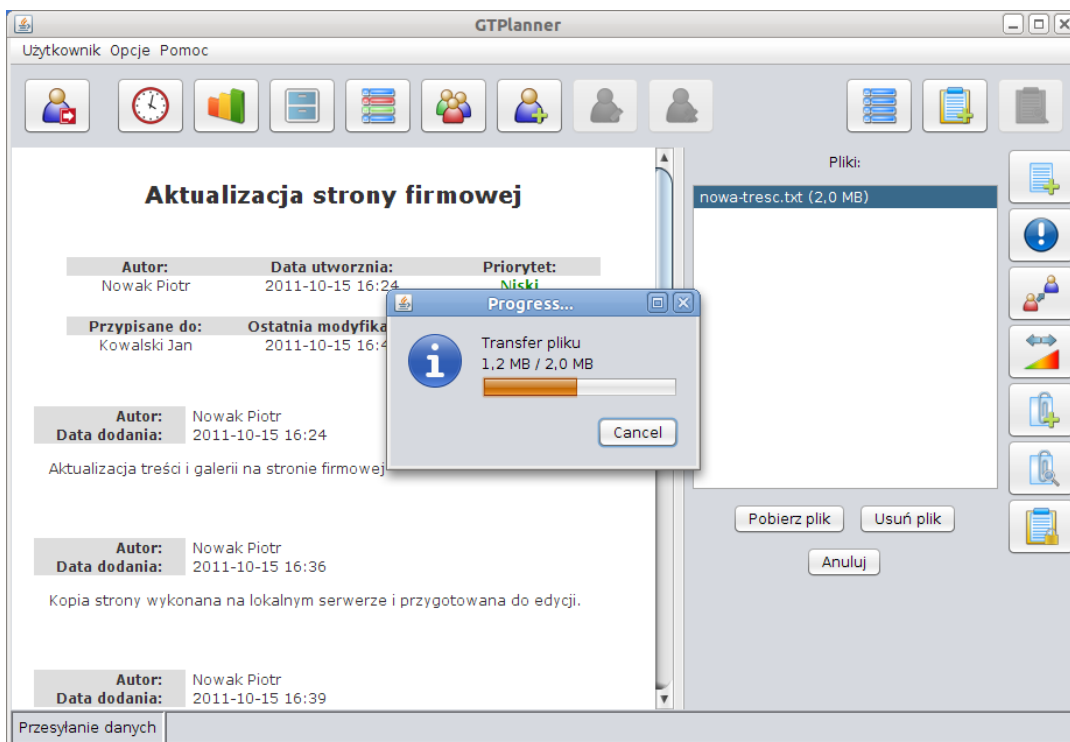 GTPlanner
Użytkownik Opcje Pomoc
Aktualizacja strony firmowej
Autor: Data utworznia: Priorytet:
Nowak Piotr 2011-10-15 16:24 Niski
Przypisane do: Ostatnia modyfika
Kowalski Jan 2011-10-15 16:4
Autor: Nowak Piotr
Data dodania: 2011-10-15 16:24
Aktualizacja treści i galerii na stronie firmowej
Autor: Nowak Piotr
Data dodania: 2011-10-15 16:36
Kopia strony wykonana na lokalnym serwerze i przygotowana do edycji.
Autor: Nowak Piotr
Data dodania: 2011-10-15 16:39
Progress...
Transfer pliku
1,2 MB / 2,0 MB
Cancel
Pliki:
nowa-tresc.txt (2,0 MB)
Pobierz plik Usuń plik
Anuluj
Przesyłanie danych